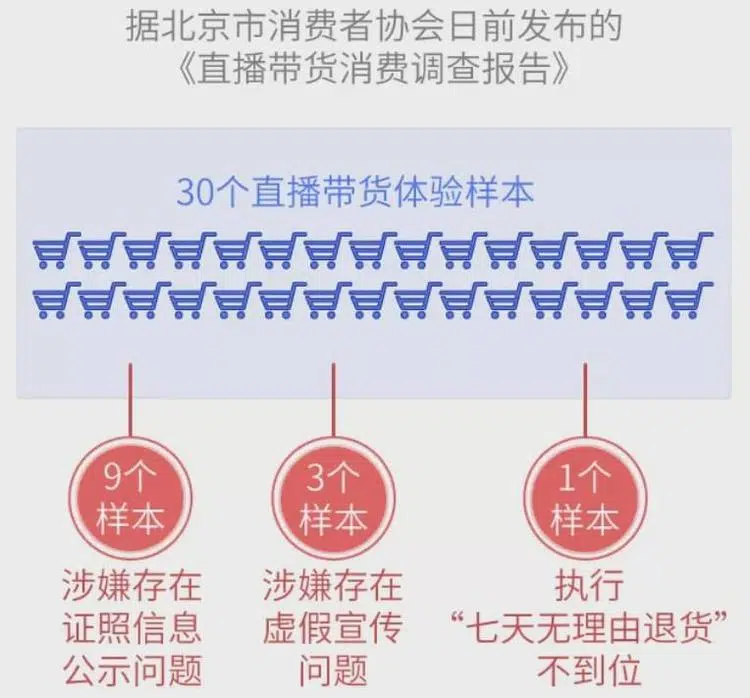 据北京市消费者协会日前发布的
《直播带货消费调查报告》
30个直播带货体验样本
9个
样本
涉嫌存在
证照信息
公示问题
3个
样本
涉嫌存在
虚假宣传
问题
1个
样本
执行
“七天无理由退货”
不到位